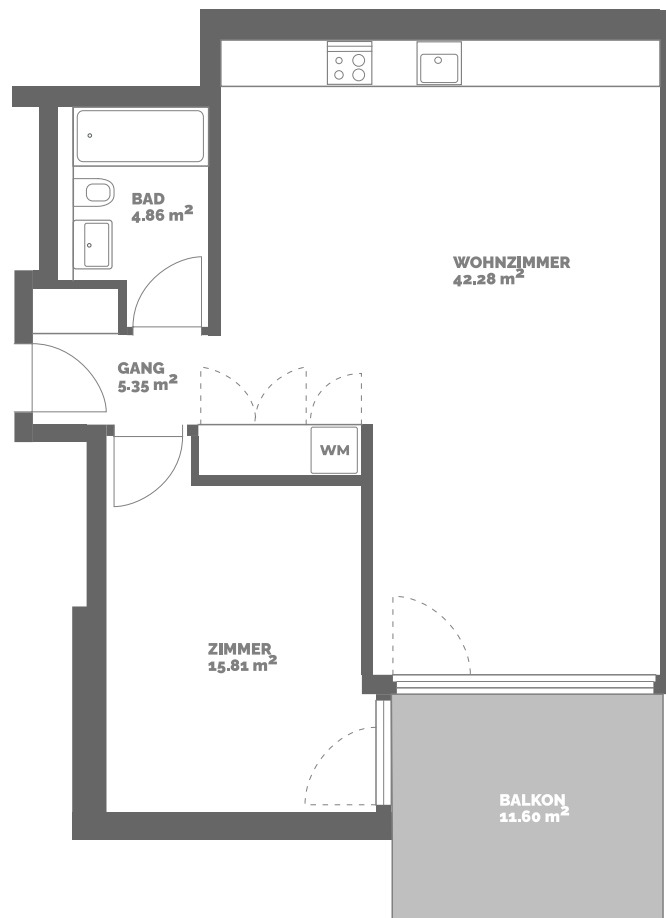 BAD
4.86 m²
WOHNZIMMER
42.28 m²
GANG
5.35 m²
WM
ZIMMER
15.81 m²
BALKON
11.60 m²